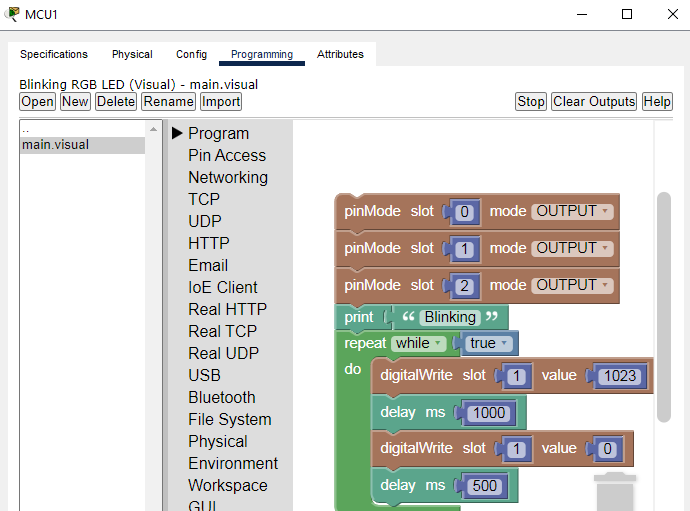 MCU1
Specifications Physical Config Programming Attributes
Blinking RGB LED (Visual) - main.visual
Open New Delete Rename Import Stop Clear Outputs Help
..
main.visual
Program
Pin Access
Networking
TCP
UDP
HTTP
Email
IoE Client
Real HTTP
Real TCP
Real UDP
USB
Bluetooth
File System
Physical
Environment
Workspace
GUI
pinMode slot 0 mode OUTPUT
pinMode slot 1 mode OUTPUT
pinMode slot 2 mode OUTPUT
print “ Blinking ”
repeat while true
do
digitalWrite slot 1 value 1023
delay ms 1000
digitalWrite slot 1 value 0
delay ms 500